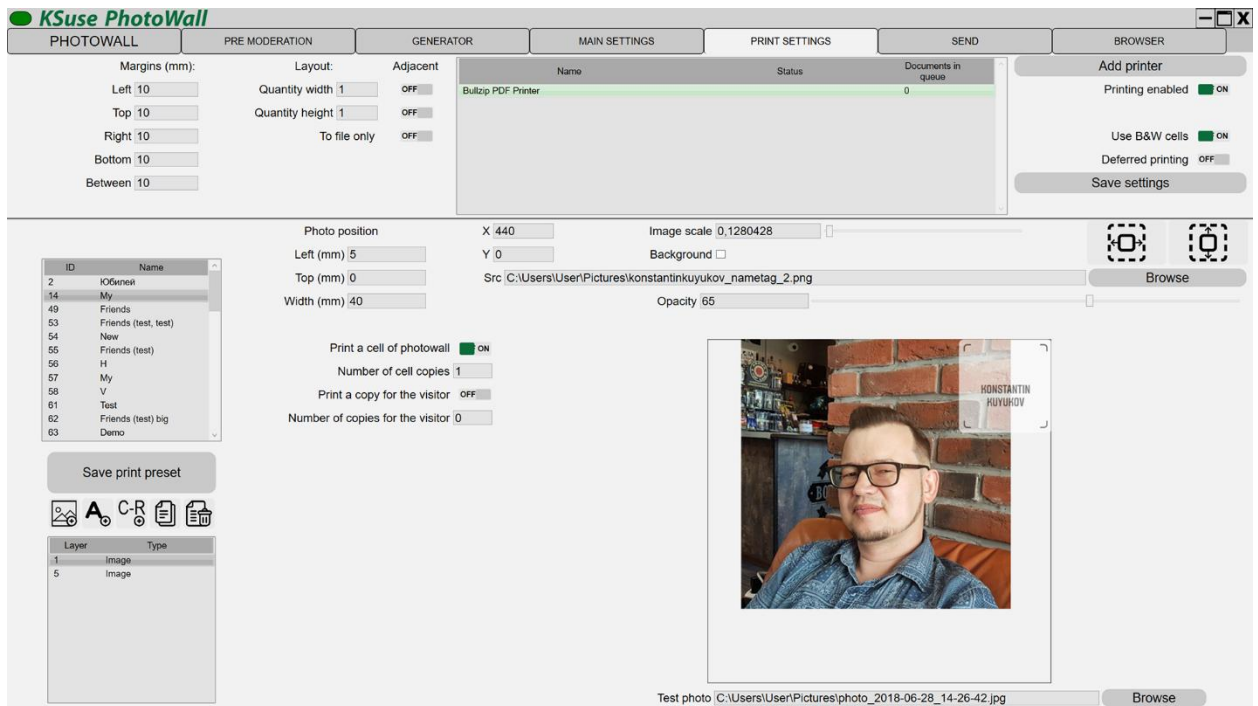 KSuse PhotoWall
PHOTOWALL PRE MODERATION GENERATOR MAIN SETTINGS PRINT SETTINGS SEND BROWSER
Margins (mm): Layout: Adjacent Name Status Documents in queue Add printer
Left 10 Quantity width 1 OFF Bullzip PDF Printer 0 Printing enabled ON
Top 10 Quantity height 1 OFF
Right 10 To file only OFF Use B&W cells ON
Bottom 10 Deferred printing OFF
Between 10 Save settings
Photo position X 440 Image scale 0,1280428
Left (mm) 5 Y 0 Background
Top (mm) 0 Src C:\Users\User\Pictures\konstantinkuyukov_nametag_2.png Browse
Width (mm) 40 Opacity 65
ID Name
2 Юбилей
14 My
49 Friends
53 Friends (test, test)
54 New
55 Friends (test)
56 H
57 My
58 V
61 Test
62 Friends (test) big
63 Demo
Print a cell of photowall ON
Number of cell copies 1
Print a copy for the visitor OFF
Number of copies for the visitor 0
KONSTANTIN
KUYUKOV
Save print preset
C-R
Layer Type
1 Image
5 Image
Test photo C:\Users\User\Pictures\photo_2018-06-28_14-26-42.jpg Browse